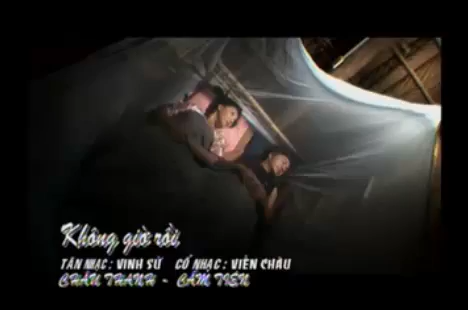 Không giờ rồi
TÂN NHẠC : VINH SỬ CỔ NHẠC : VIỄN CHÂU
CHÂU THANH - CẨM TIÊN